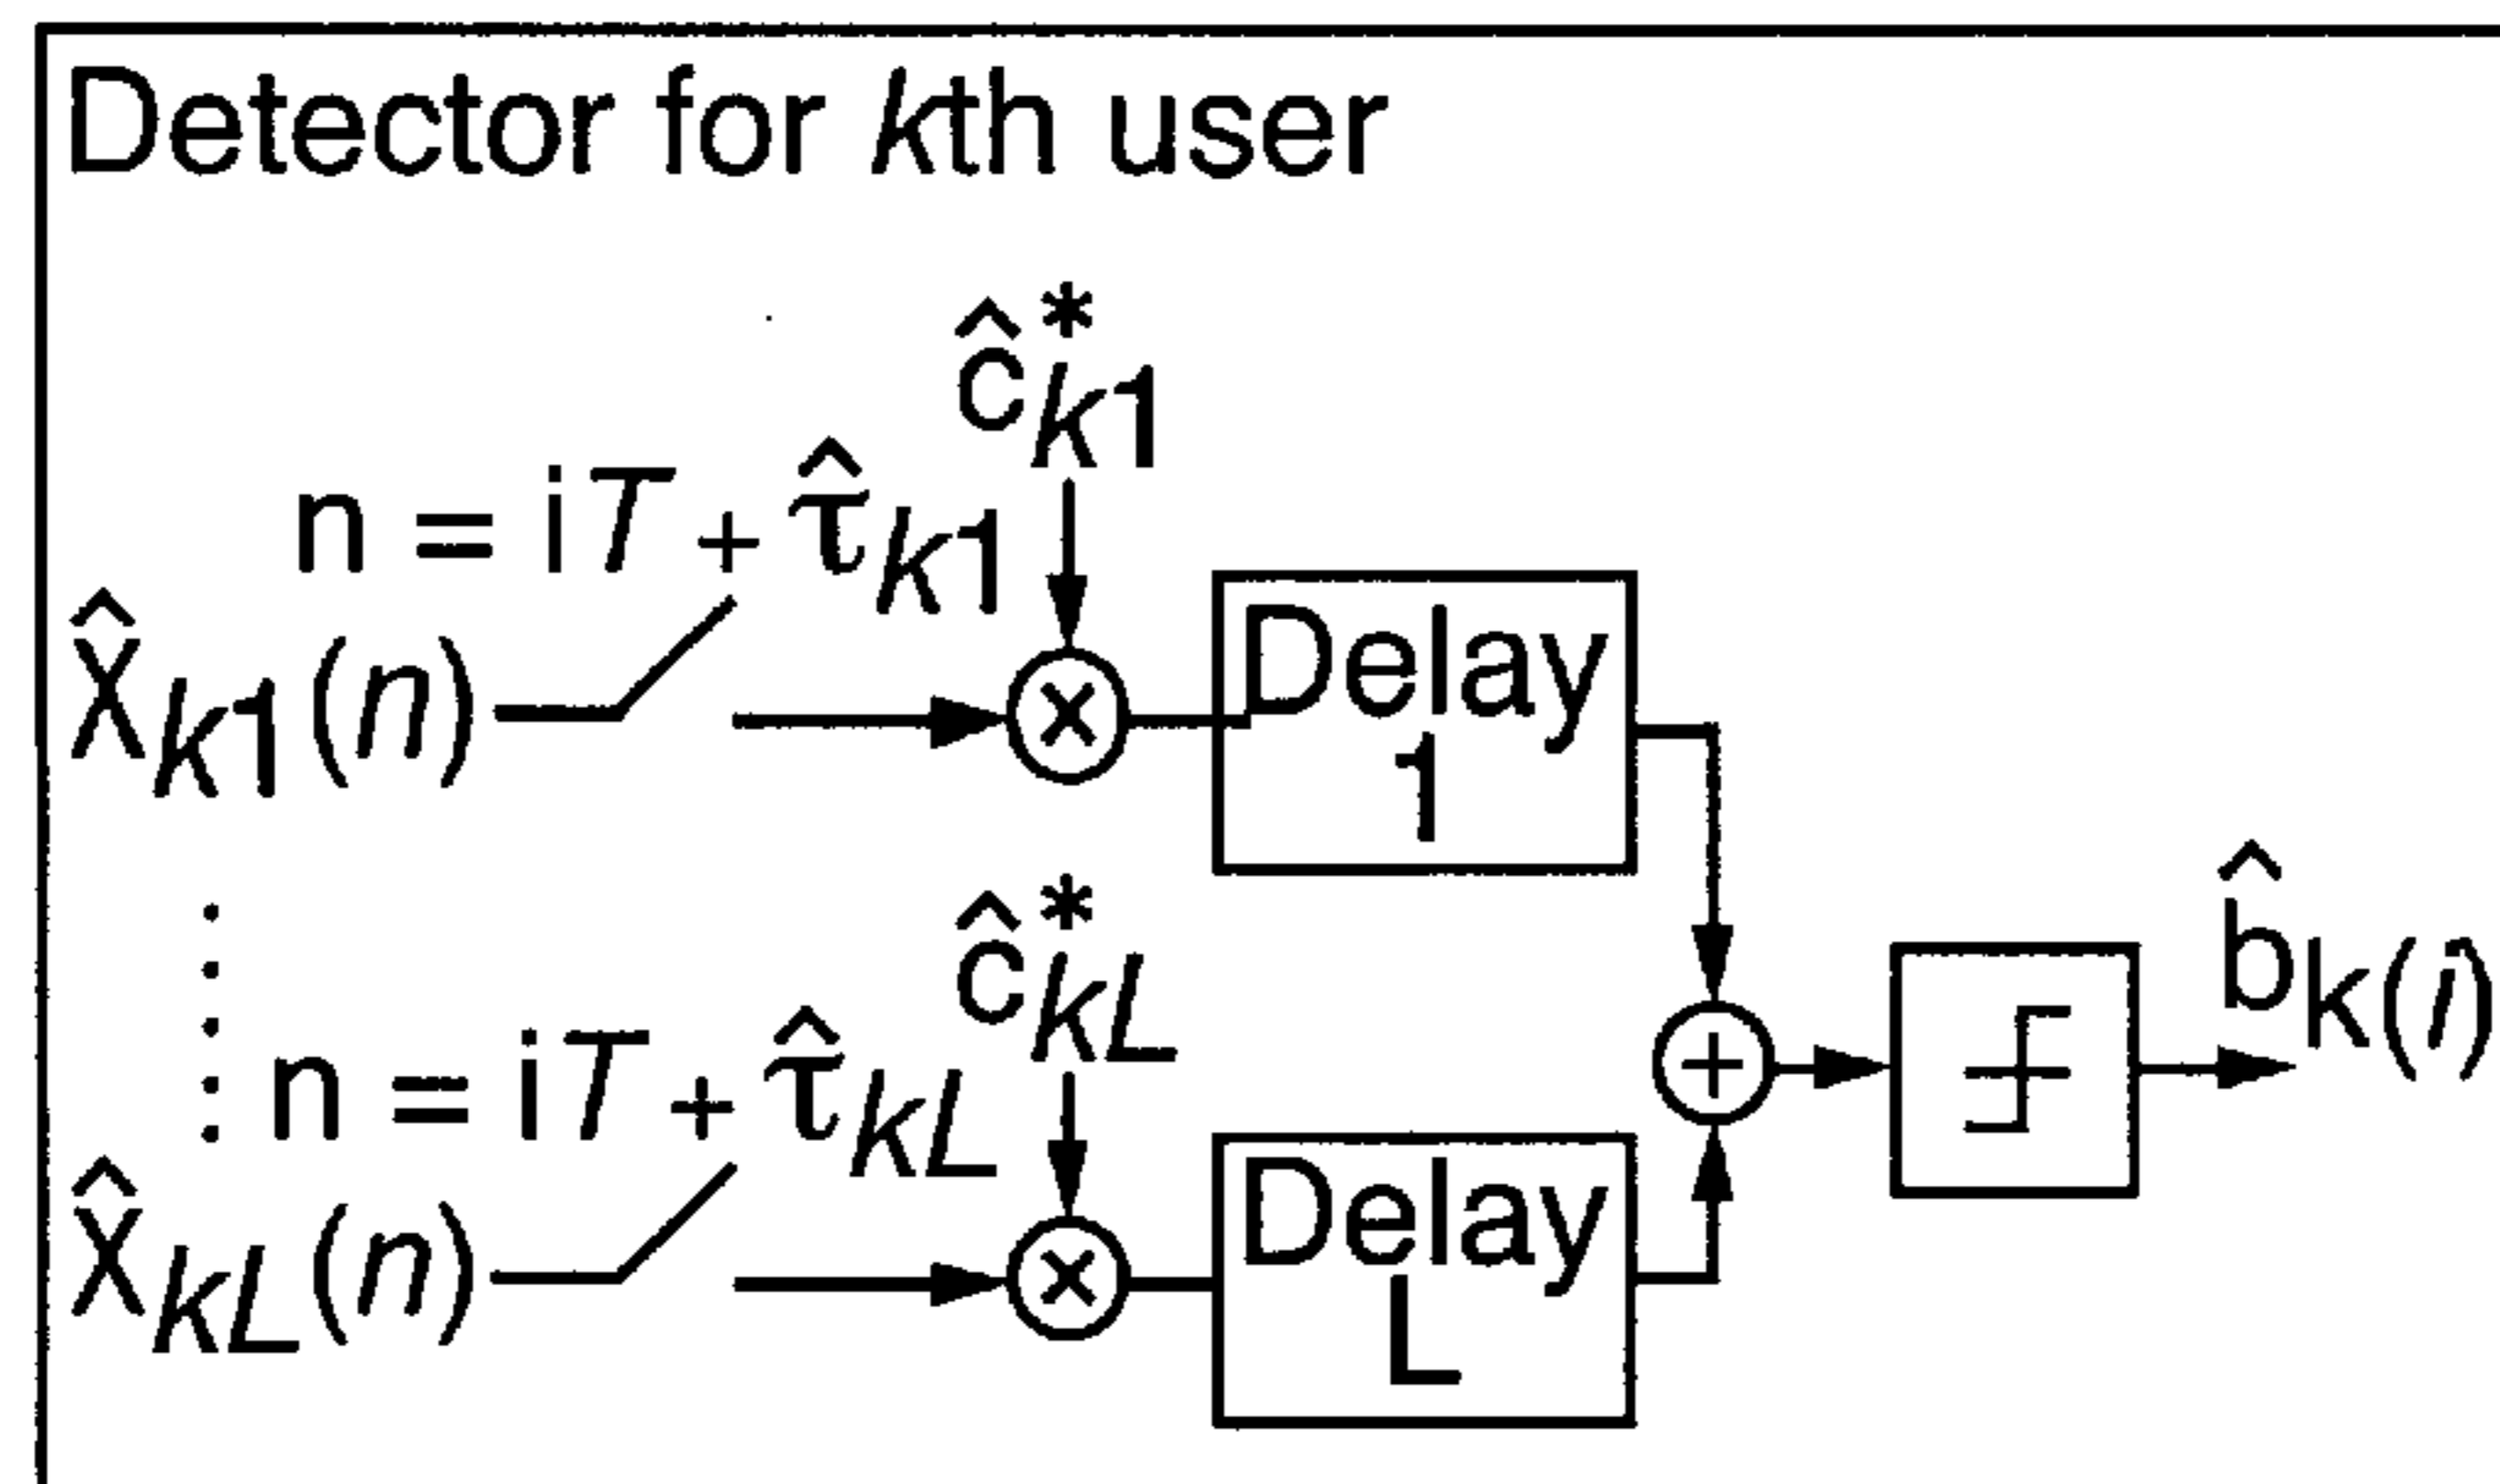 Detector for kth user
ĉ*k1
n = iT + τ̂k1
x̂k1(n)
Delay
1
b̂k(i)
ĉ*kL
n = iT + τ̂kL
x̂kL(n)
Delay
L